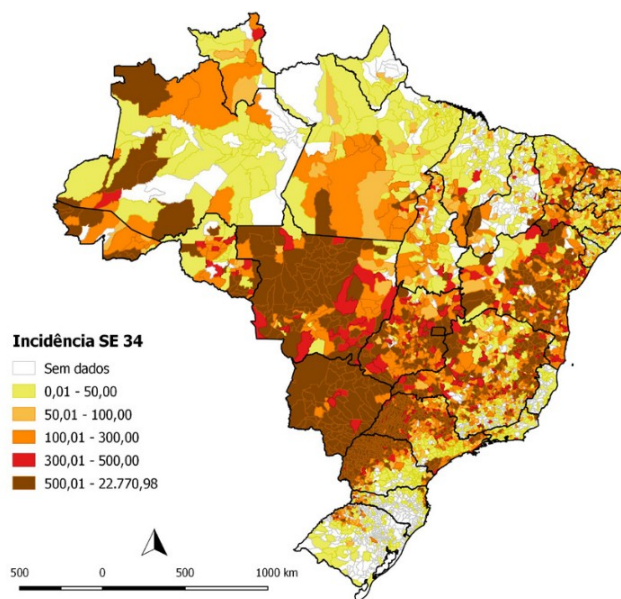 Incidência SE 34
Sem dados
0,01 - 50,00
50,01 - 100,00
100,01 - 300,00
300,01 - 500,00
500,01 - 22.770,98
500 0 500 1000 km